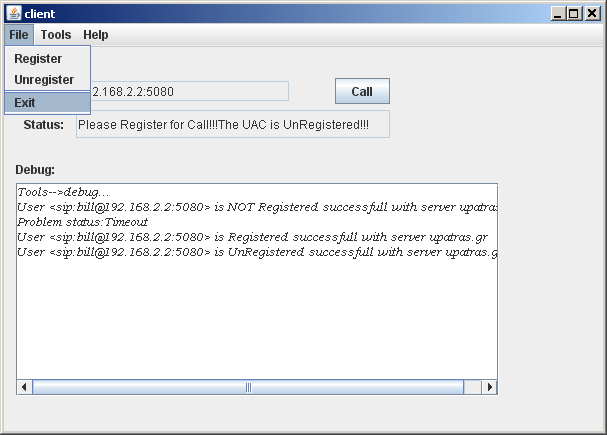 client
File Tools Help
Register
Unregister
Exit
2.168.2.2:5080
Call
Status: Please Register for Call!!!The UAC is UnRegistered!!!
Debug:
Tools-->debug...
User <sip:bill@192.168.2.2:5080> is NOT Registered successfull with server upatras
Problem status:Timeout
User <sip:bill@192.168.2.2:5080> is Registered successfull with server upatras.gr
User <sip:bill@192.168.2.2:5080> is UnRegistered successfull with server upatras.g